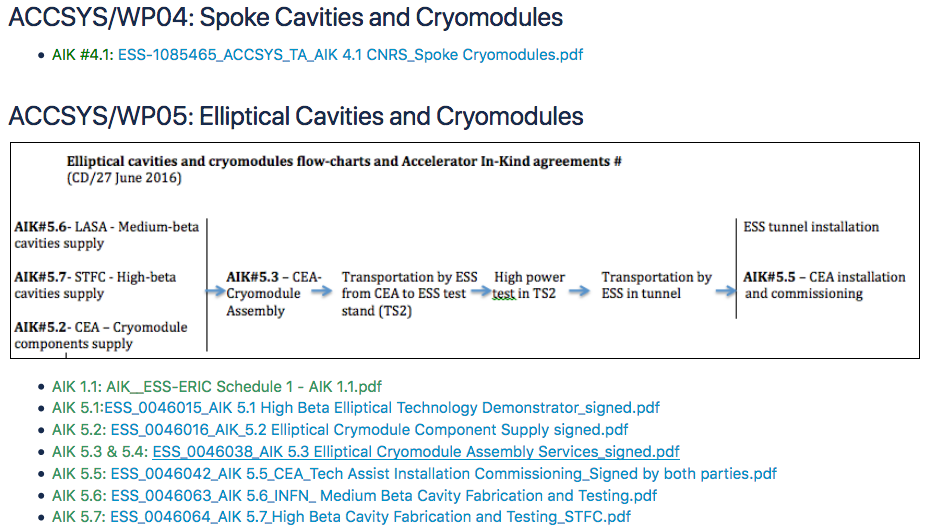 ACCSYS/WP04: Spoke Cavities and Cryomodules
• AIK #4.1: ESS-1085465_ACCSYS_TA_AIK 4.1 CNRS_Spoke Cryomodules.pdf
ACCSYS/WP05: Elliptical Cavities and Cryomodules
Elliptical cavities and cryomodules flow-charts and Accelerator In-Kind agreements #
(CD/27 June 2016)
AIK#5.6- LASA - Medium-beta
cavities supply
AIK#5.7- STFC - High-beta
cavities supply
AIK#5.2- CEA – Cryomodule
components supply
AIK#5.3 – CEA-
Cryomodule
Assembly
Transportation by ESS
from CEA to ESS test
stand (TS2)
High power
test in TS2
Transportation by
ESS in tunnel
ESS tunnel installation
AIK#5.5 – CEA installation
and commissioning
• AIK 1.1: AIK__ESS-ERIC Schedule 1 - AIK 1.1.pdf
• AIK 5.1:ESS_0046015_AIK 5.1 High Beta Elliptical Technology Demonstrator_signed.pdf
• AIK 5.2: ESS_0046016_AIK_5.2 Elliptical Crymodule Component Supply signed.pdf
• AIK 5.3 & 5.4: ESS_0046038_AIK 5.3 Elliptical Cryomodule Assembly Services_signed.pdf
• AIK 5.5: ESS_0046042_AIK 5.5_CEA_Tech Assist Installation Commissioning_Signed by both parties.pdf
• AIK 5.6: ESS_0046063_AIK 5.6_INFN_ Medium Beta Cavity Fabrication and Testing.pdf
• AIK 5.7: ESS_0046064_AIK 5.7_High Beta Cavity Fabrication and Testing_STFC.pdf